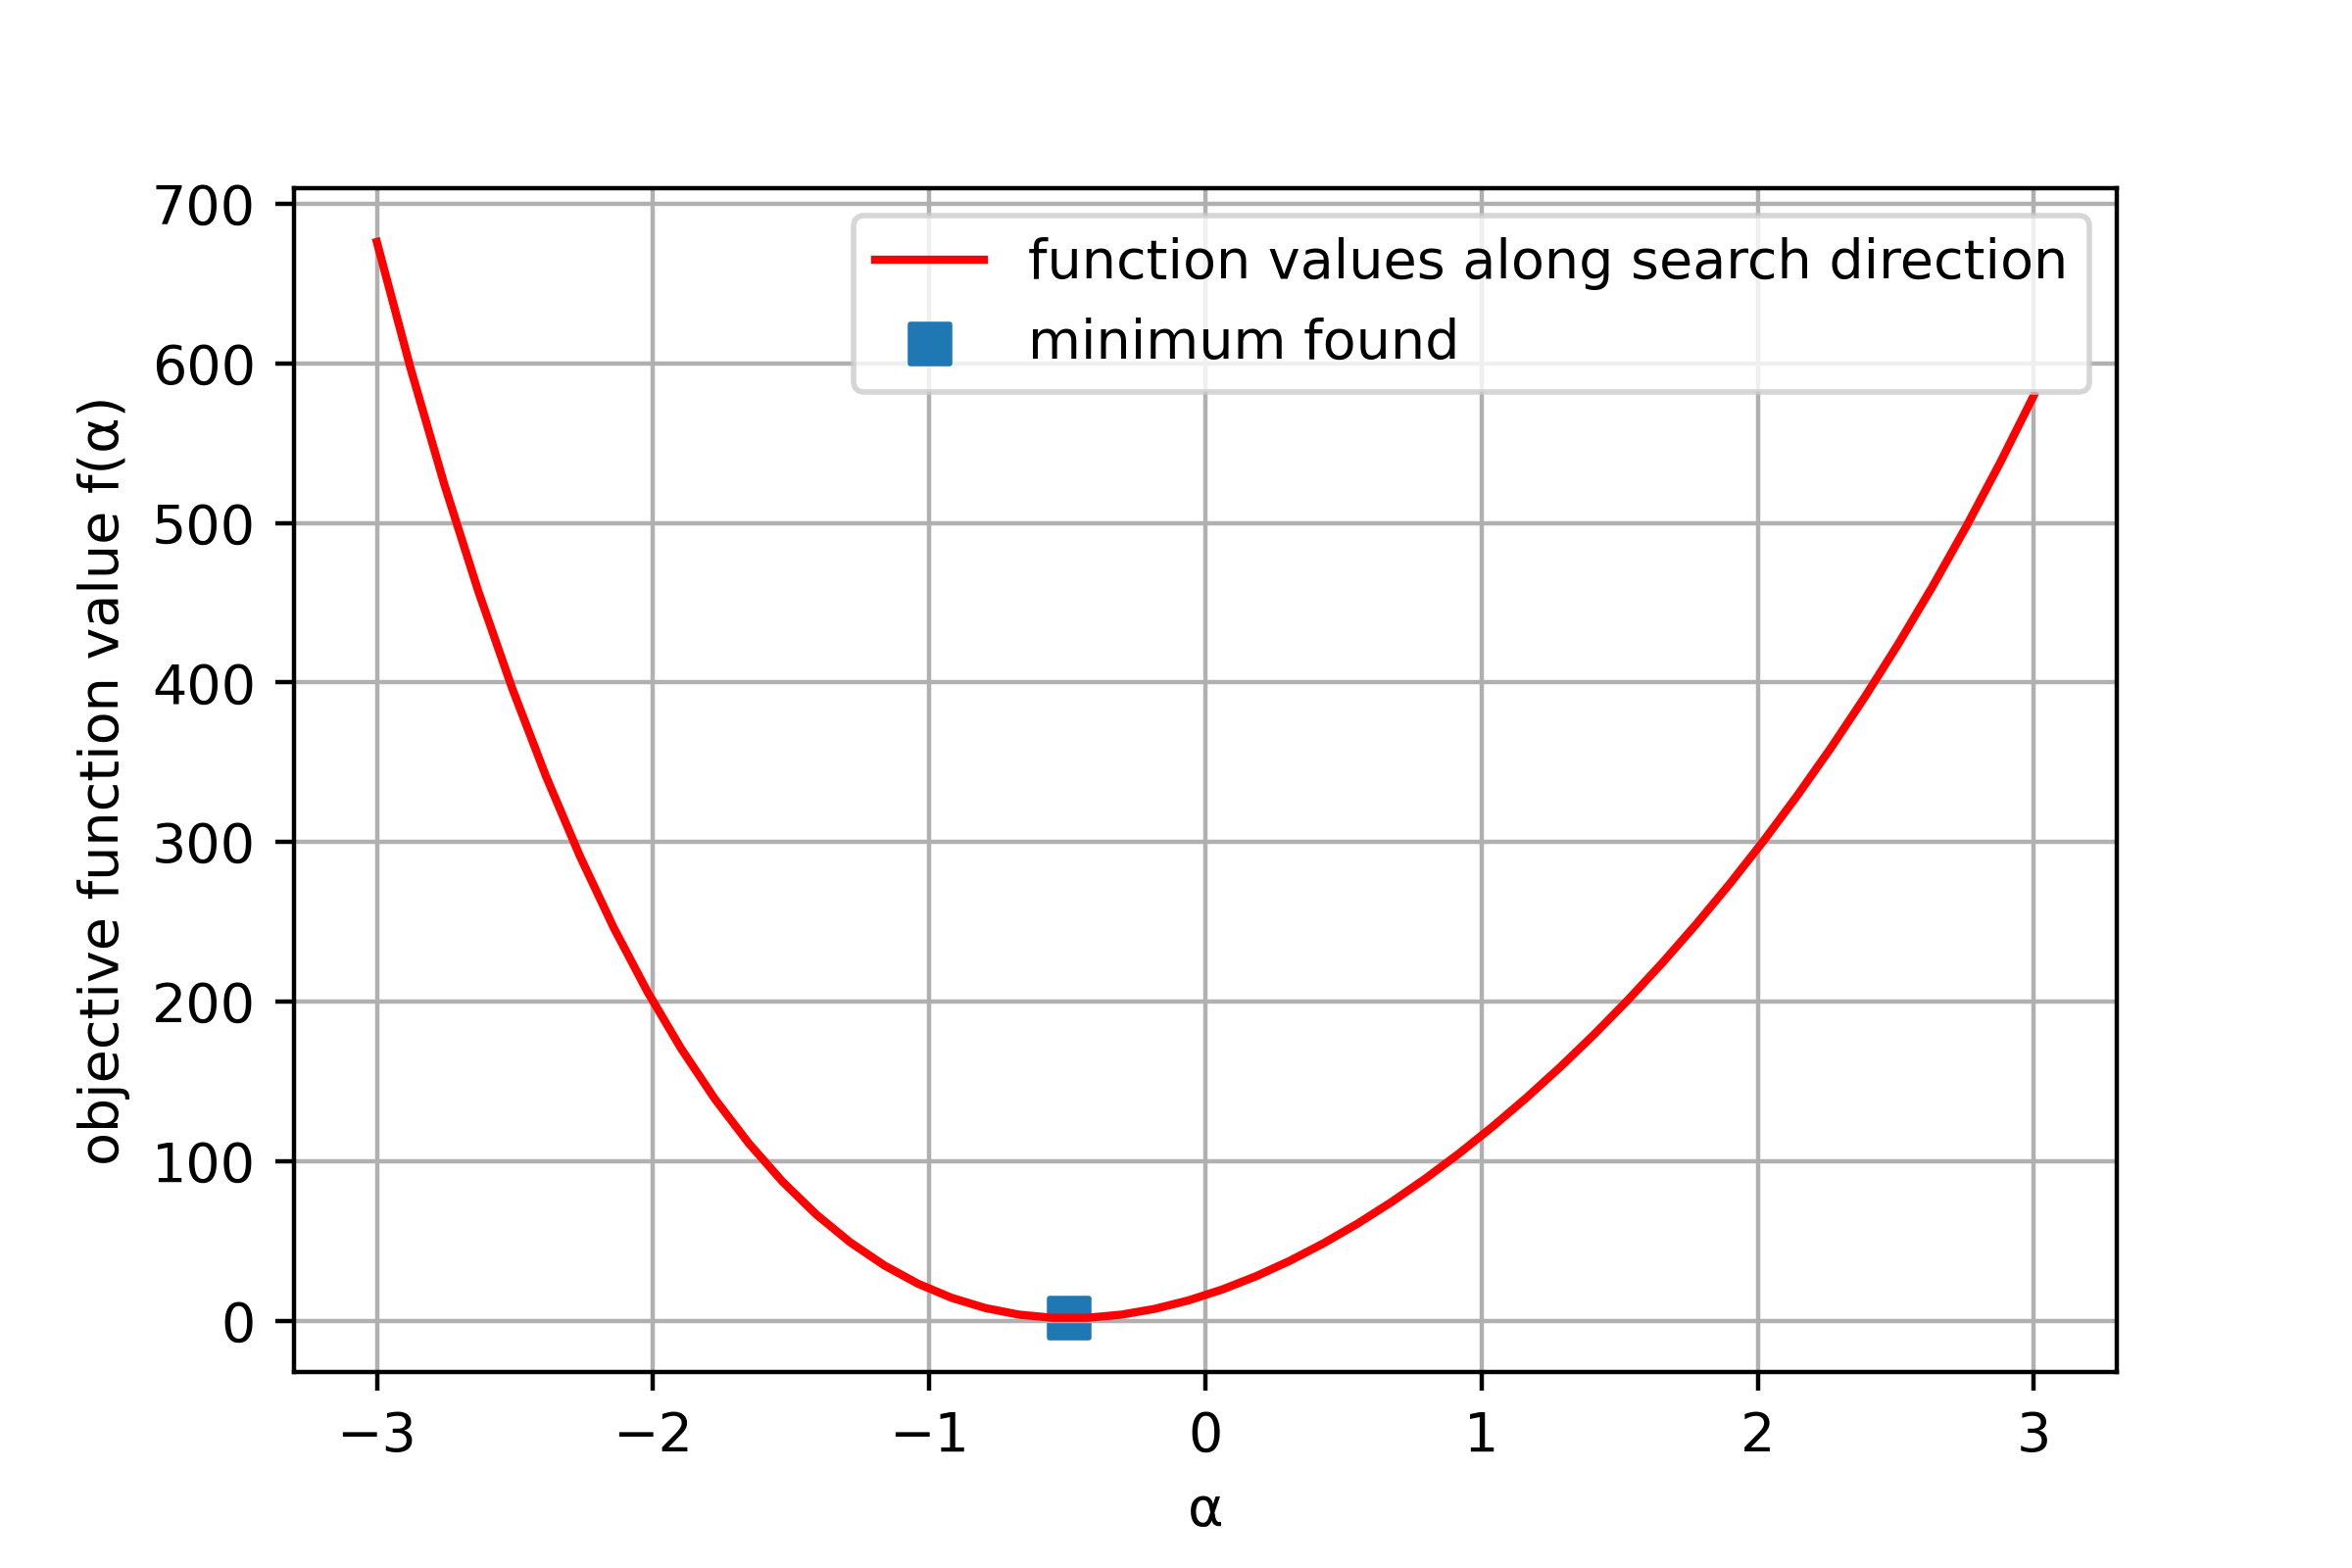 700
600
500
400
300
200
100
0
objective function value f(α)
function values along search direction
minimum found
−3 −2 −1 0 1 2 3
α